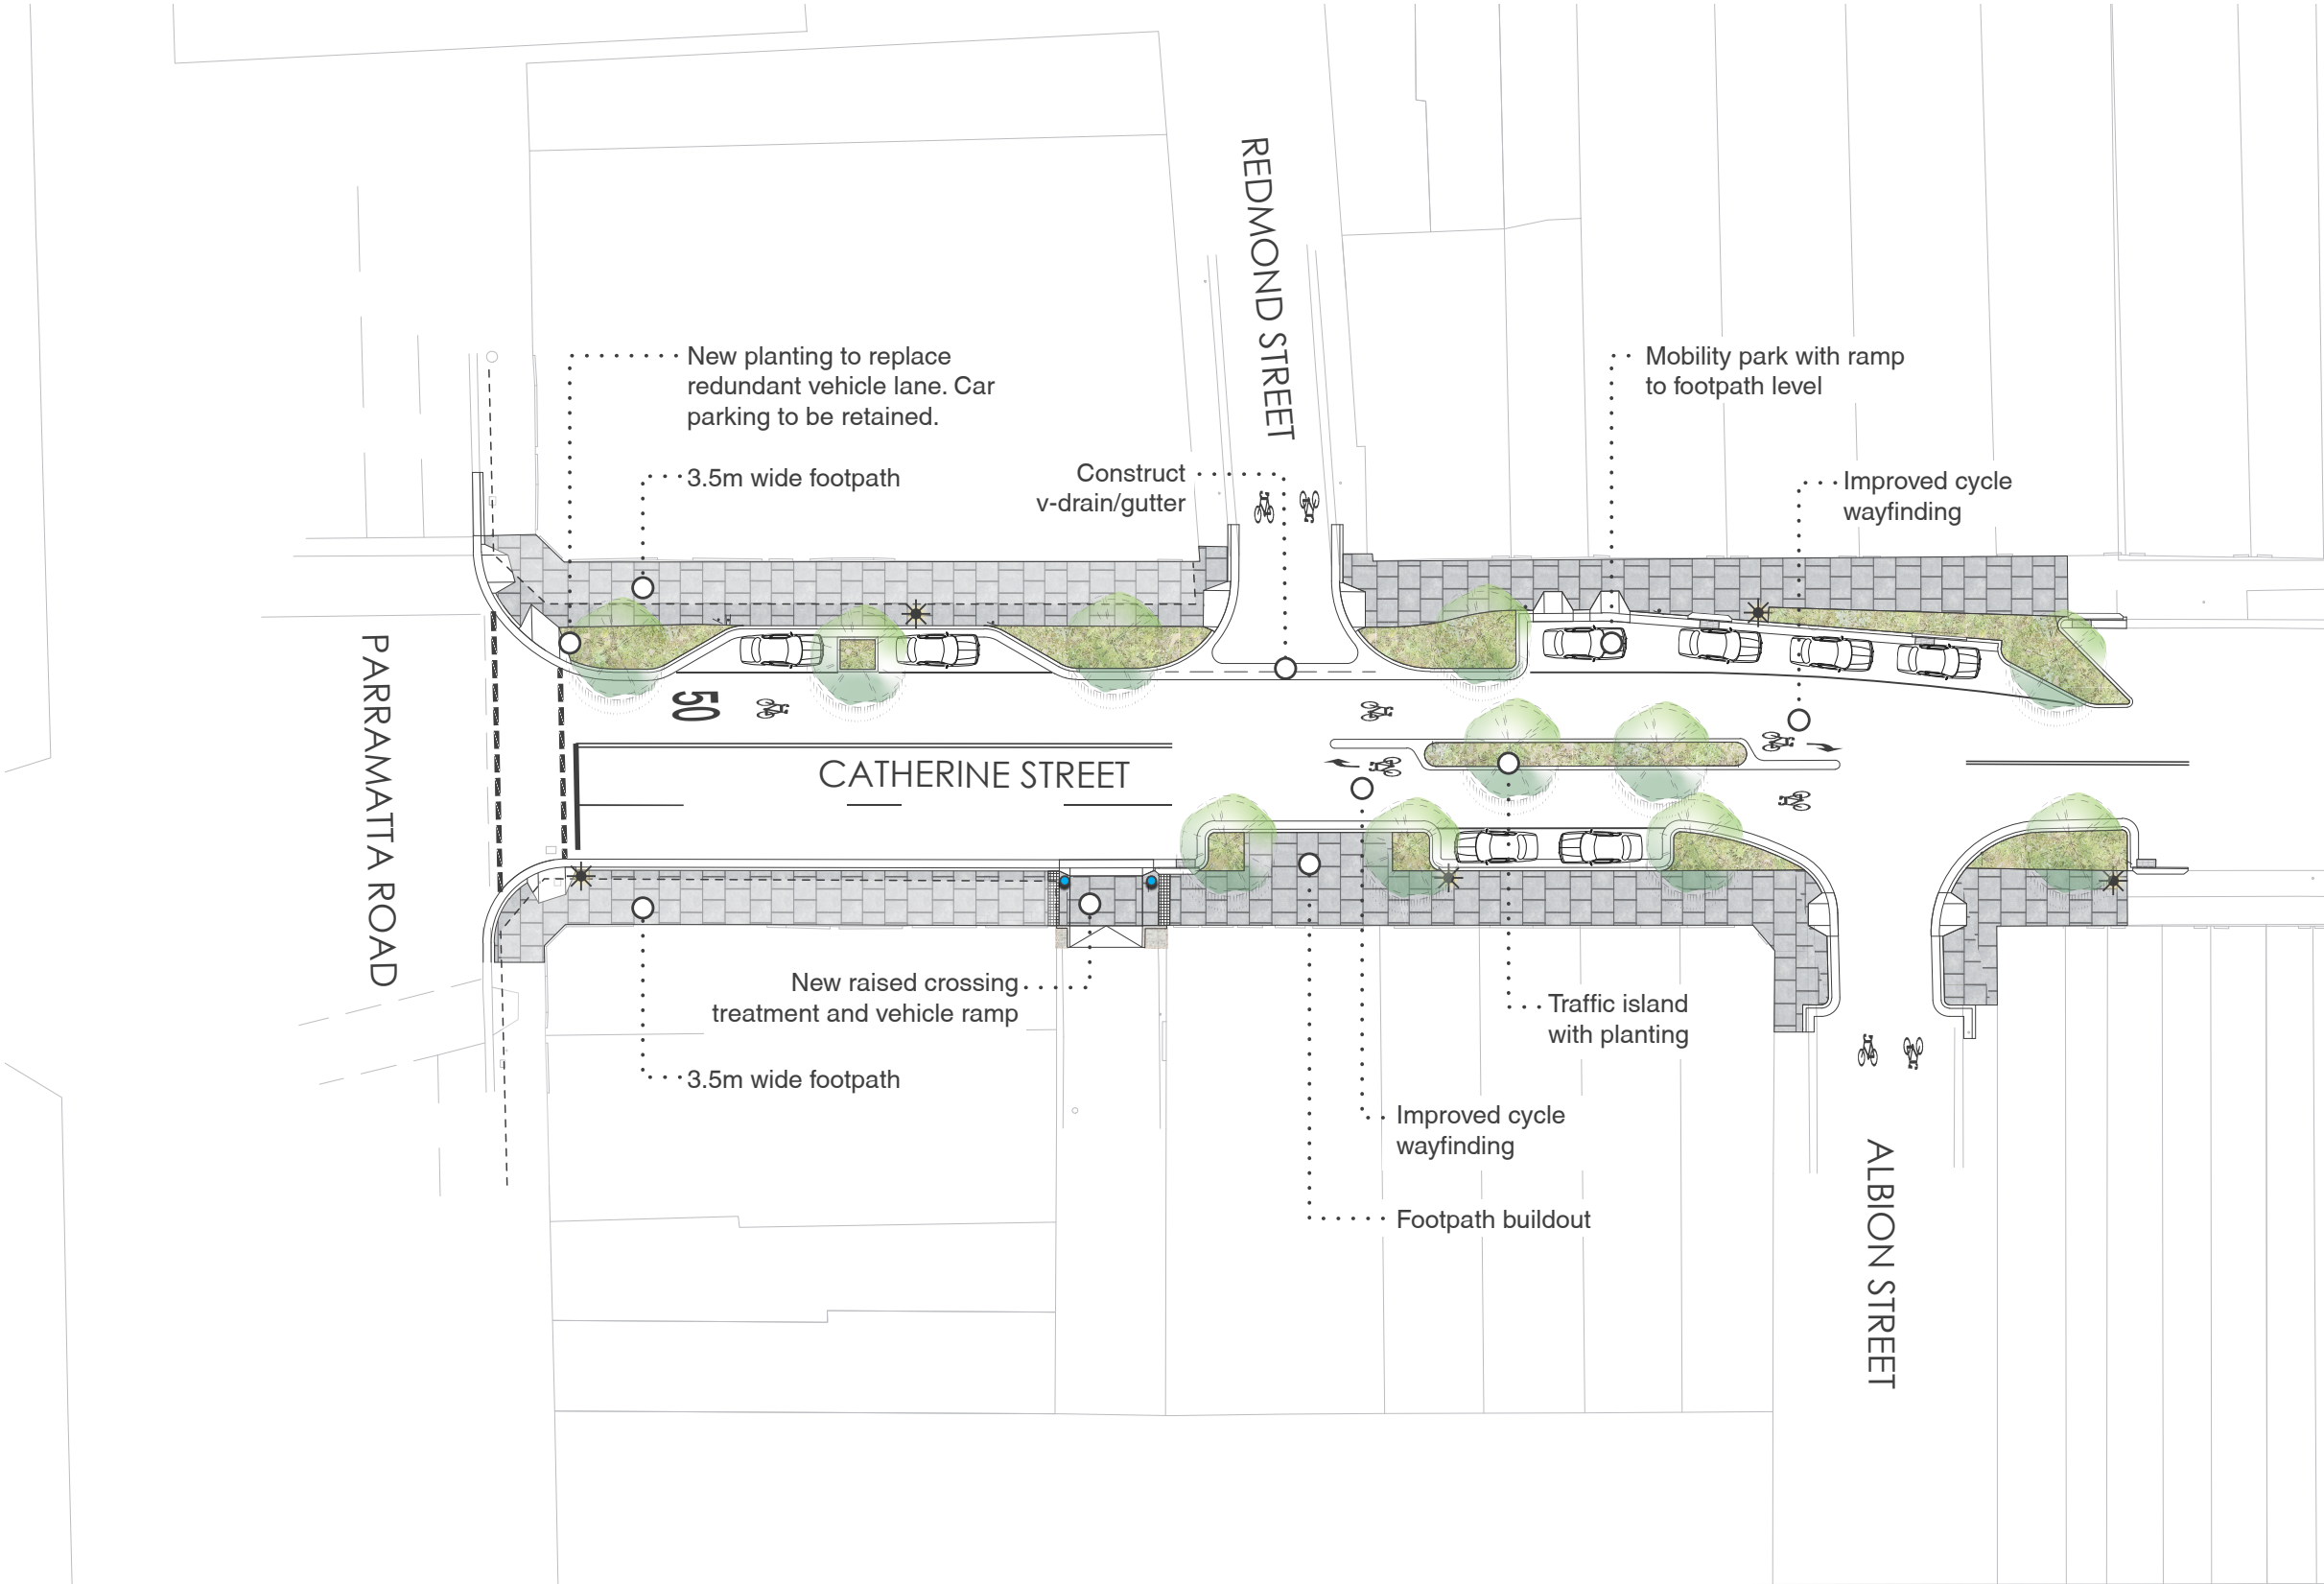 REDMOND STREET
New planting to replace
redundant vehicle lane. Car
parking to be retained.
3.5m wide footpath
Construct
v-drain/gutter
Mobility park with ramp
to footpath level
Improved cycle
wayfinding
PARRAMATTA ROAD
50
CATHERINE STREET
New raised crossing
treatment and vehicle ramp
3.5m wide footpath
Traffic island
with planting
Improved cycle
wayfinding
Footpath buildout
ALBION STREET